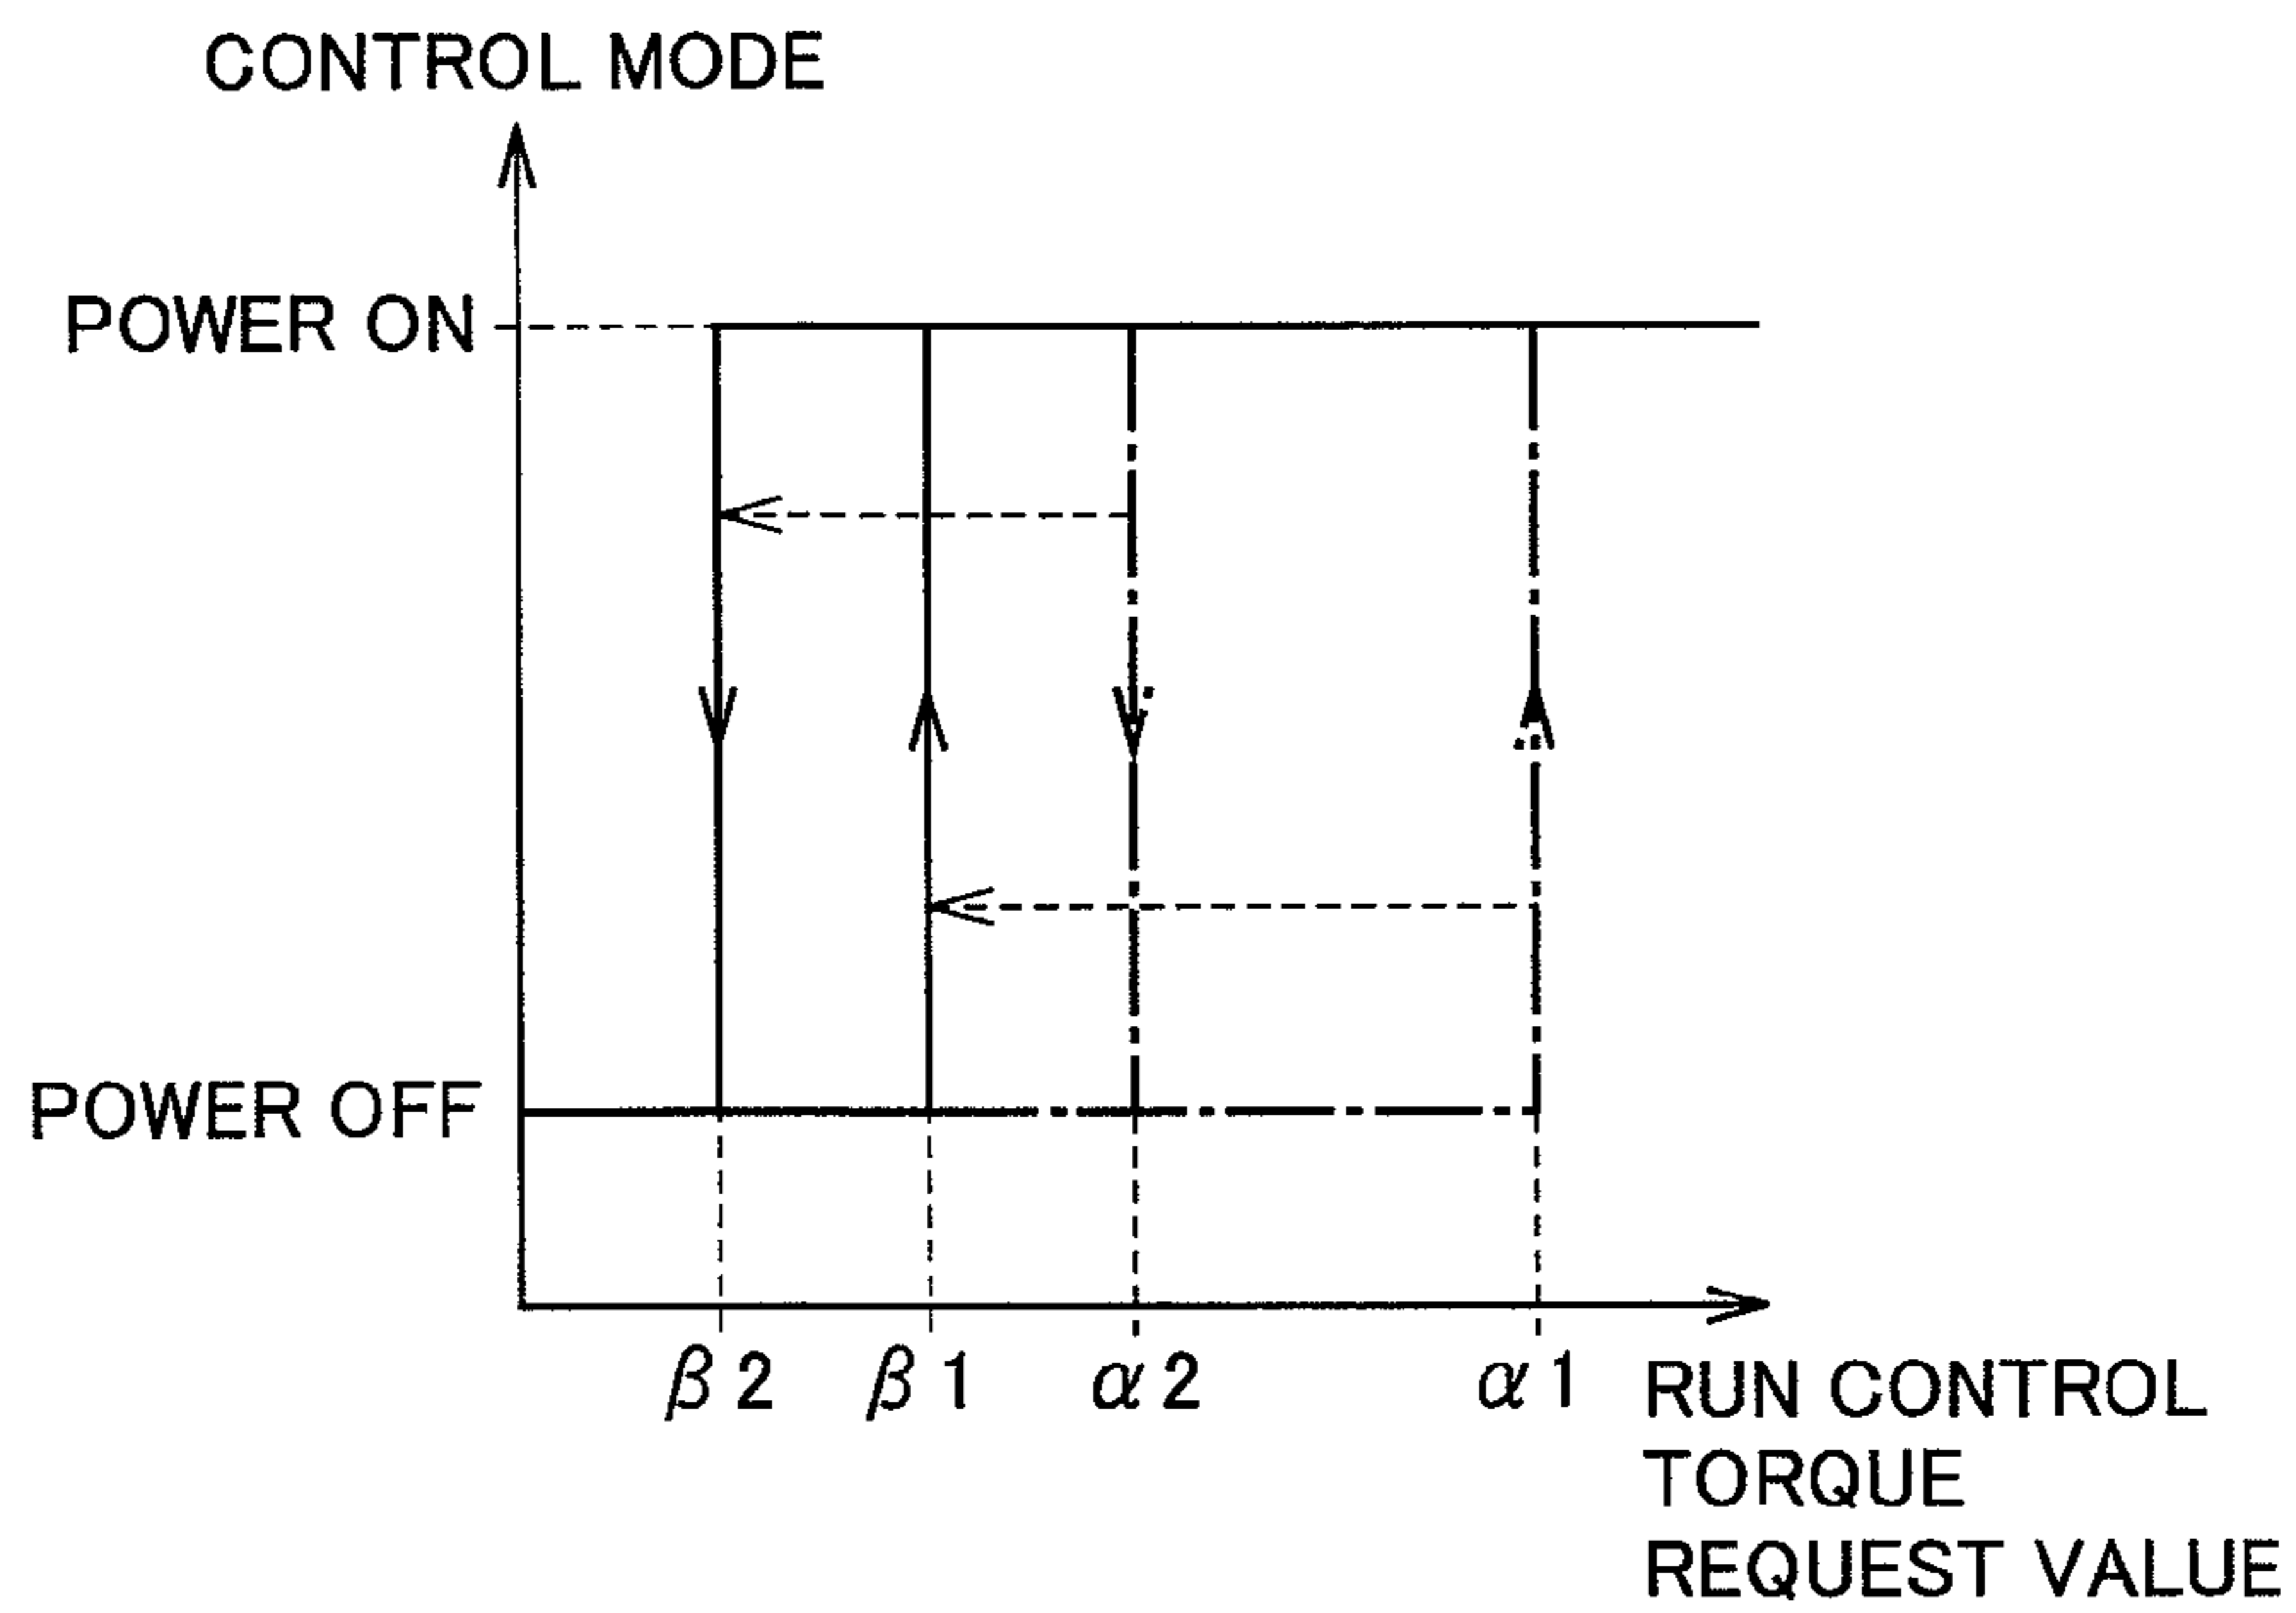 CONTROL MODE
POWER ON
POWER OFF
β2 β1 α2 α1
RUN CONTROL
TORQUE
REQUEST VALUE